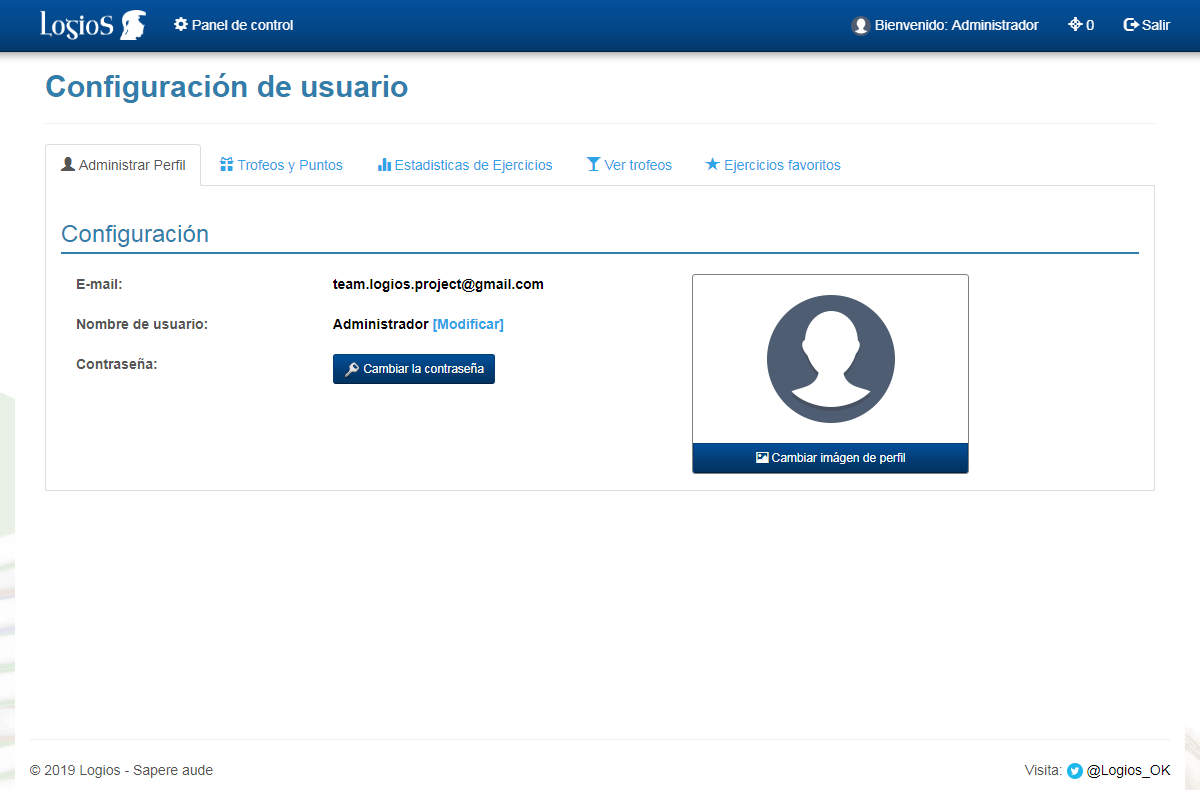 LogioS Panel de control Bienvenido: Administrador 0 Salir
Configuración de usuario
Administrar Perfil Trofeos y Puntos Estadisticas de Ejercicios Ver trofeos Ejercicios favoritos
Configuración
E-mail: team.logios.project@gmail.com
Nombre de usuario: Administrador [Modificar]
Contraseña: Cambiar la contraseña
Cambiar imágen de perfil
© 2019 Logios - Sapere aude Visita: @Logios_OK